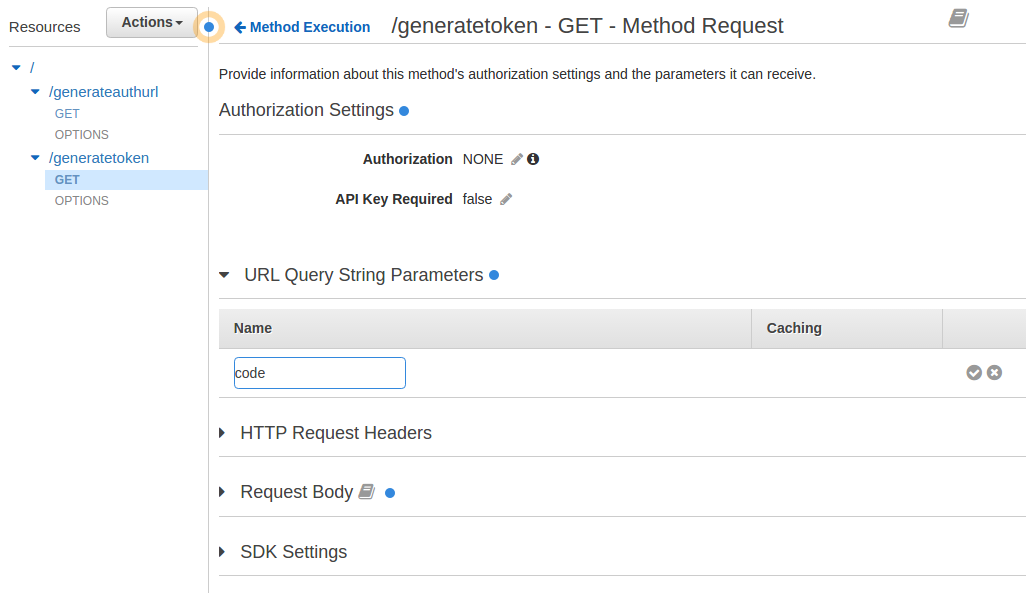 Resources
Actions
Method Execution
/generatetoken - GET - Method Request
/
/generateauthurl
GET
OPTIONS
/generatetoken
GET
OPTIONS
Provide information about this method's authorization settings and the parameters it can receive.
Authorization Settings
Authorization NONE
API Key Required false
URL Query String Parameters
Name Caching
code
HTTP Request Headers
Request Body
SDK Settings